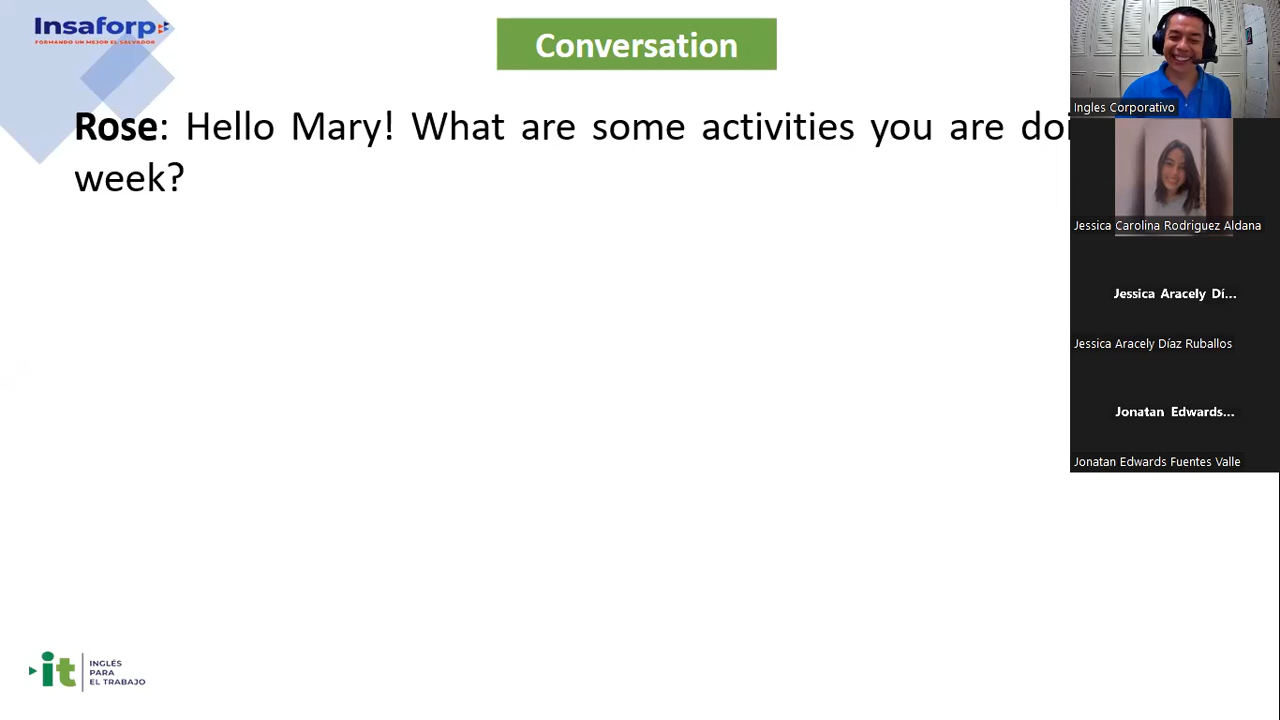 Insaforp
FORMANDO UN MEJOR EL SALVADOR
Conversation
Rose: Hello Mary! What are some activities you are doi
week?
Ingles Corporativo
Jessica Carolina Rodriguez Aldana
Jessica Aracely Dí...
Jessica Aracely Díaz Ruballos
Jonatan Edwards...
Jonatan Edwards Fuentes Valle
it
INGLÉS
PARA
EL TRABAJO